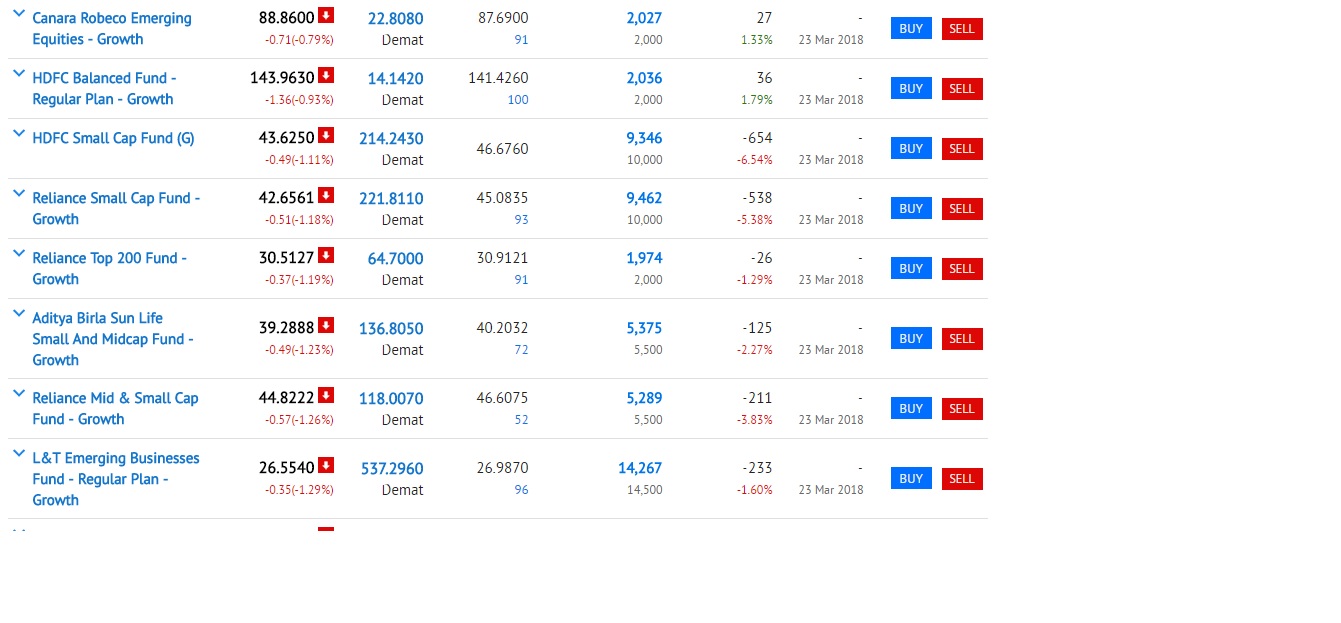 Canara Robeco Emerging 88.8600 22.8080 87.6900 2,027 27 -
Equities - Growth -0.71(-0.79%) Demat 91 2,000 1.33% 23 Mar 2018 BUY SELL
HDFC Balanced Fund - 143.9630 14.1420 141.4260 2,036 36 -
Regular Plan - Growth -1.36(-0.93%) Demat 100 2,000 1.79% 23 Mar 2018 BUY SELL
HDFC Small Cap Fund (G) 43.6250 214.2430 46.6760 9,346 -654 -
-0.49(-1.11%) Demat 10,000 -6.54% 23 Mar 2018 BUY SELL
Reliance Small Cap Fund - 42.6561 221.8110 45.0835 9,462 -538 -
Growth -0.51(-1.18%) Demat 93 10,000 -5.38% 23 Mar 2018 BUY SELL
Reliance Top 200 Fund - 30.5127 64.7000 30.9121 1,974 -26 -
Growth -0.37(-1.19%) Demat 91 2,000 -1.29% 23 Mar 2018 BUY SELL
Aditya Birla Sun Life
Small And Midcap Fund - 39.2888 136.8050 40.2032 5,375 -125 -
Growth -0.49(-1.23%) Demat 72 5,500 -2.27% 23 Mar 2018 BUY SELL
Reliance Mid & Small Cap 44.8222 118.0070 46.6075 5,289 -211 -
Fund - Growth -0.57(-1.26%) Demat 52 5,500 -3.83% 23 Mar 2018 BUY SELL
L&T Emerging Businesses
Fund - Regular Plan - 26.5540 537.2960 26.9870 14,267 -233 -
Growth -0.35(-1.29%) Demat 96 14,500 -1.60% 23 Mar 2018 BUY SELL